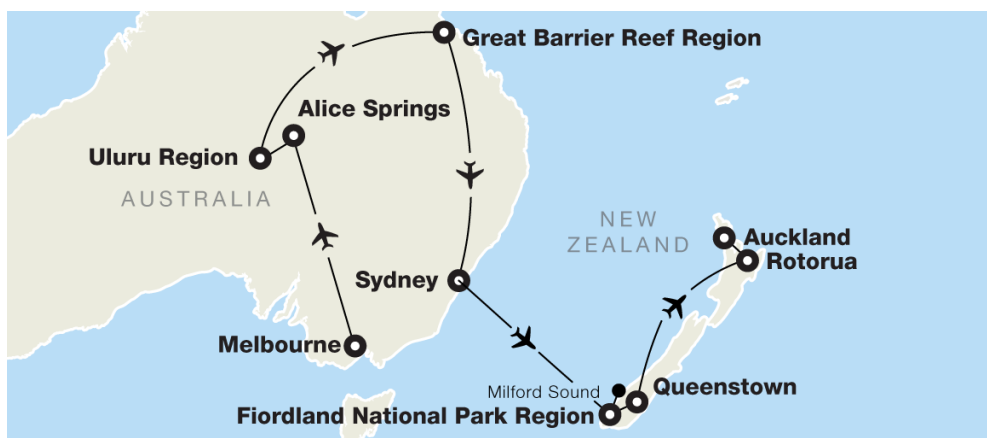 Great Barrier Reef Region
Alice Springs
Uluru Region
AUSTRALIA
NEW
ZEALAND
Auckland
Rotorua
Sydney
Melbourne
Milford Sound
Queenstown
Fiordland National Park Region